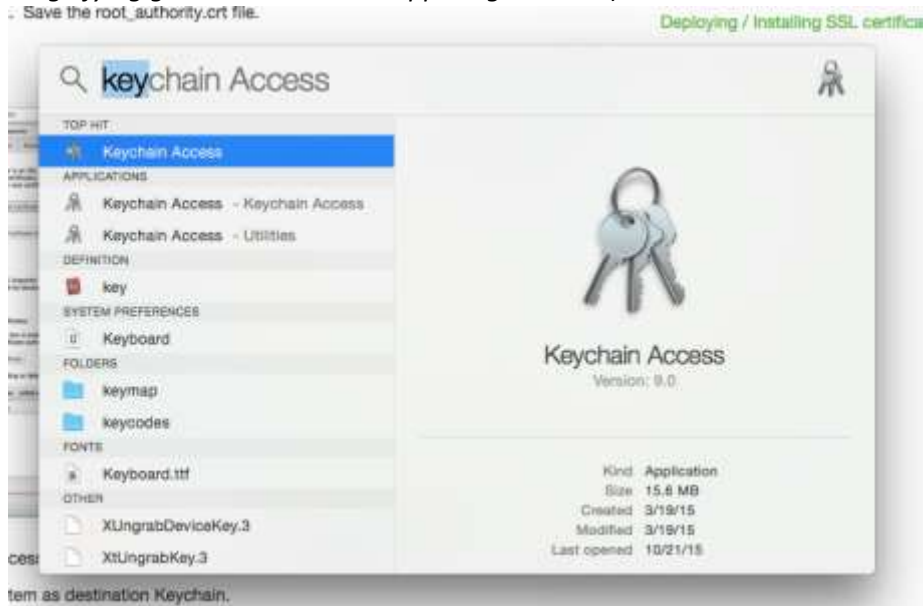 . Save the root_authority.crt file.
Deploying / Installing SSL certifica
keychain Access
TOP HIT
Keychain Access
APPLICATIONS
Keychain Access - Keychain Access
Keychain Access - Utilities
DEFINITION
key
SYSTEM PREFERENCES
Keyboard
FOLDERS
keymap
keycodes
FONTS
Keyboard.ttf
OTHER
XUngrabDeviceKey.3
XtUngrabKey.3
Keychain Access
Version: 9.0
Kind Application
Size 15.6 MB
Created 3/19/15
Modified 3/19/15
Last opened 10/21/15
cess
tem as destination Keychain.